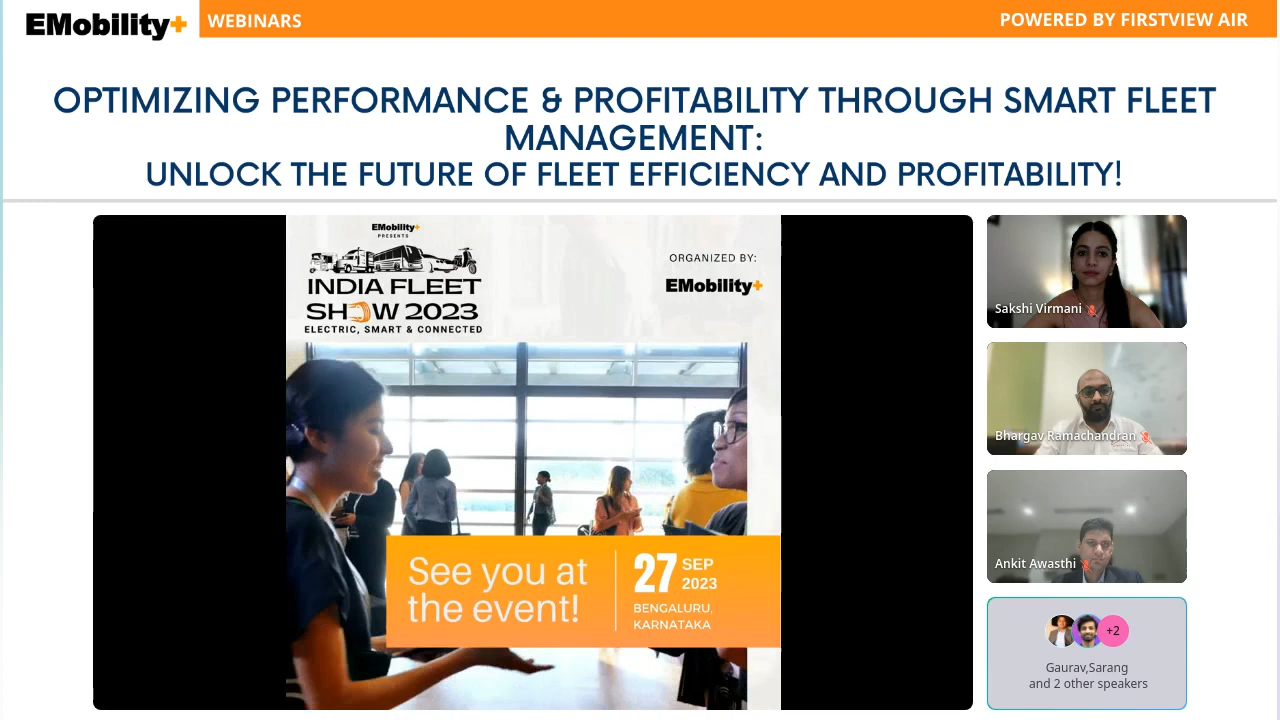 EMobility+ WEBINARS
POWERED BY FIRSTVIEW AIR
OPTIMIZING PERFORMANCE & PROFITABILITY THROUGH SMART FLEET
MANAGEMENT:
UNLOCK THE FUTURE OF FLEET EFFICIENCY AND PROFITABILITY!
EMobility+
PRESENTS
INDIA FLEET
SHOW 2023
ELECTRIC, SMART & CONNECTED
ORGANIZED BY:
EMobility+
See you at
the event!
27 SEP
2023
BENGALURU,
KARNATAKA
Sakshi Virmani
Bhargav Ramachandran
Ankit Awasthi
+2
Gaurav,Sarang
and 2 other speakers